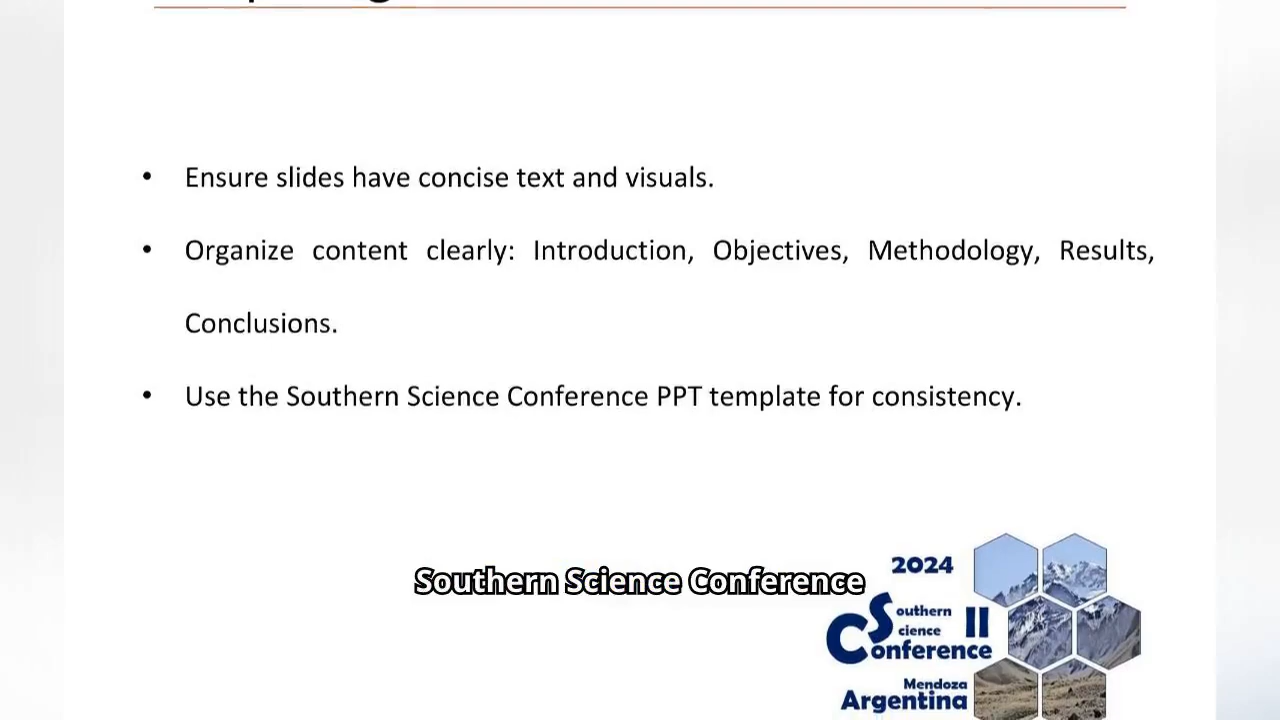 • Ensure slides have concise text and visuals.
• Organize content clearly: Introduction, Objectives, Methodology, Results,
Conclusions.
• Use the Southern Science Conference PPT template for consistency.
Southern Science Conference
2024
Southern
Science II
Conference
Mendoza
Argentina